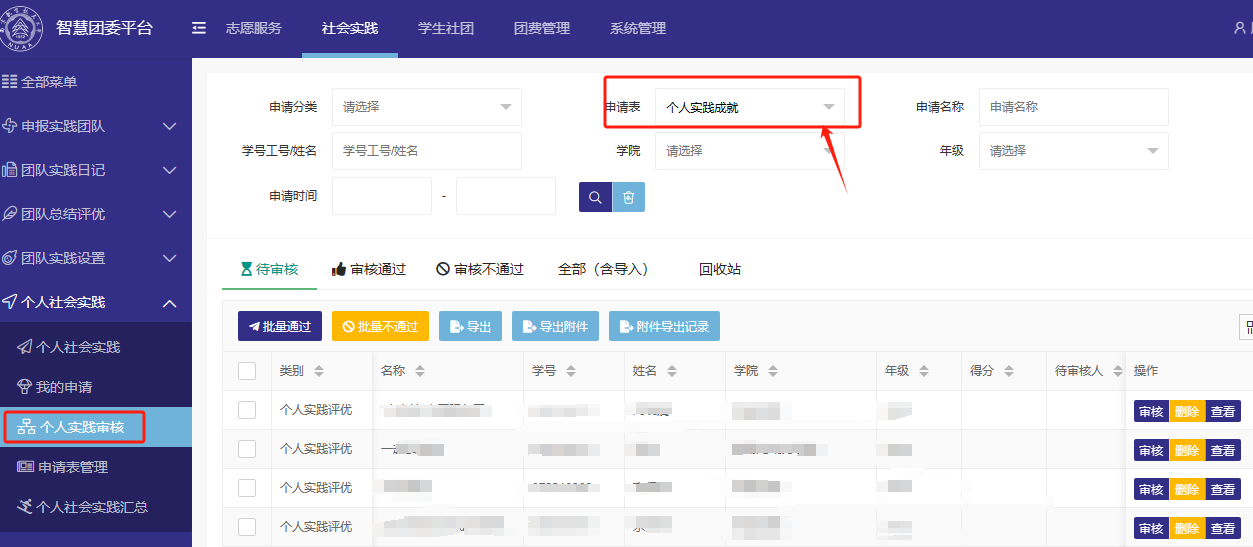 智慧团委平台
志愿服务 社会实践 学生社团 团费管理 系统管理
全部菜单
申报实践团队
团队实践日记
团队总结评优
团队实践设置
个人社会实践
个人社会实践
我的申请
个人实践审核
申请表管理
个人社会实践汇总
申请分类 请选择 申请表 个人实践成就 申请名称 申请名称
学号工号/姓名 学号工号/姓名 学院 请选择 年级 请选择
申请时间 -
待审核 审核通过 审核不通过 全部（含导入） 回收站
批量通过 批量不通过 导出 导出附件 附件导出记录
类别 名称 学号 姓名 学院 年级 得分 待审核人 操作
个人实践评优 审核 删除 查看
个人实践评优 审核 删除 查看
个人实践评优 审核 删除 查看
个人实践评优 审核 删除 查看